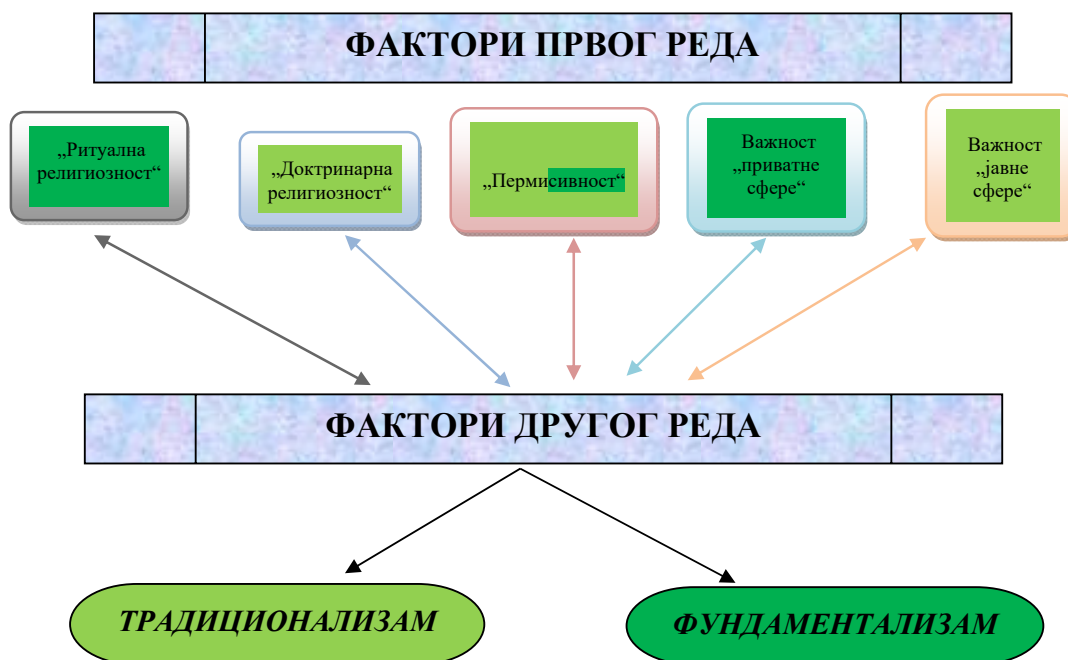 ФАКТОРИ ПРВОГ РЕДА
„Ритуална
религиозност“
„Доктринарна
религиозност“
„Пермисивност“
Важност
„приватне
сфере“
Важност
„јавне
сфере“
ФАКТОРИ ДРУГОГ РЕДА
ТРАДИЦИОНАЛИЗАМ
ФУНДАМЕНТАЛИЗАМ